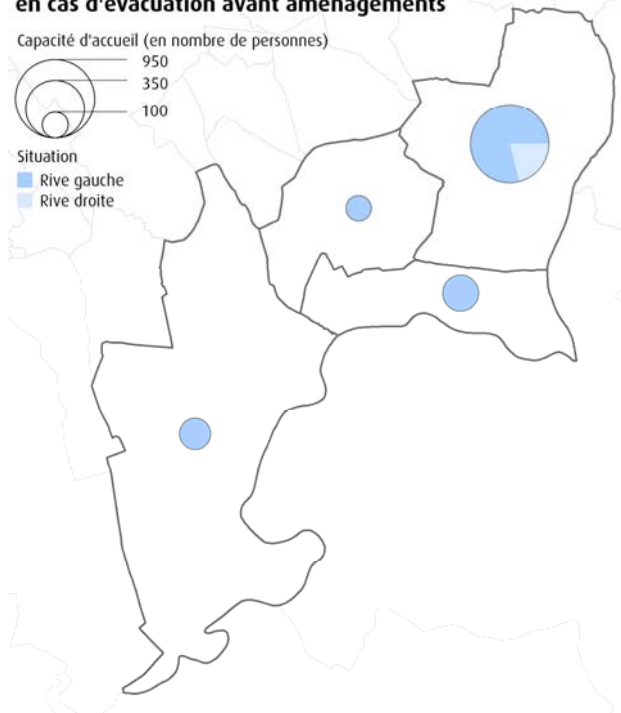 en cas d'évacuation avant aménagements
Capacité d'accueil (en nombre de personnes)
950
350
100
Situation
Rive gauche
Rive droite